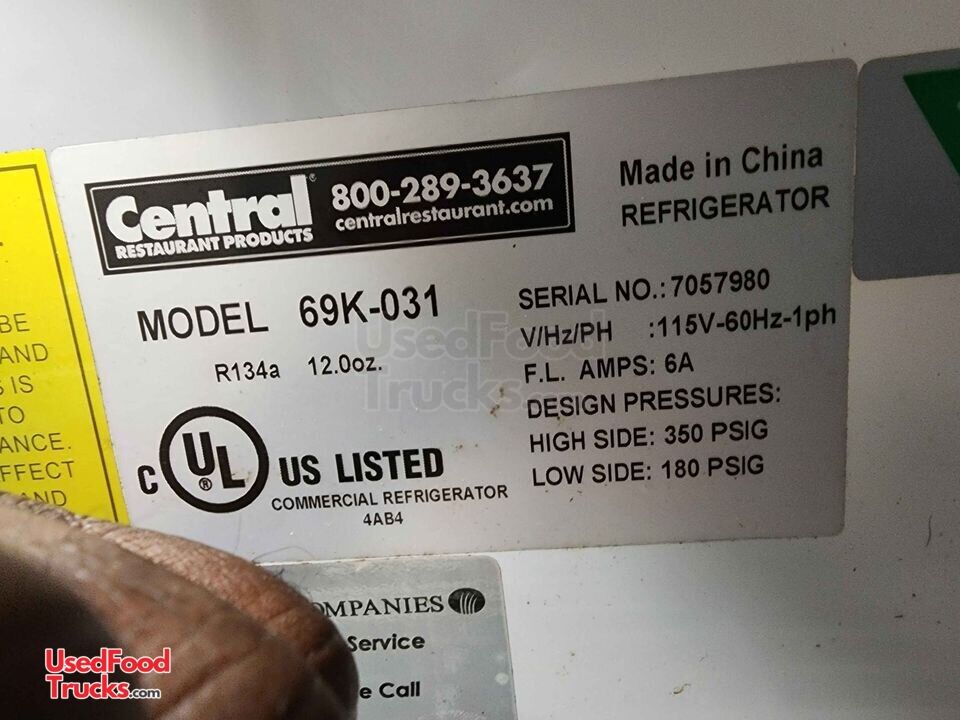 Central®
RESTAURANT PRODUCTS
800-289-3637
centralrestaurant.com
Made in China
REFRIGERATOR
MODEL 69K-031
R134a 12.0oz.
SERIAL NO.: 7057980
V/Hz/PH :115V-60Hz-1ph
F.L. AMPS: 6A
DESIGN PRESSURES:
HIGH SIDE: 350 PSIG
LOW SIDE: 180 PSIG
C UL® US LISTED
COMMERCIAL REFRIGERATOR
4AB4
BE
AND
IS
TO
ANCE.
FFECT
AND
OMPANIES
Service
e Call
UsedFood
Trucks.com
UsedFood
Trucks.com